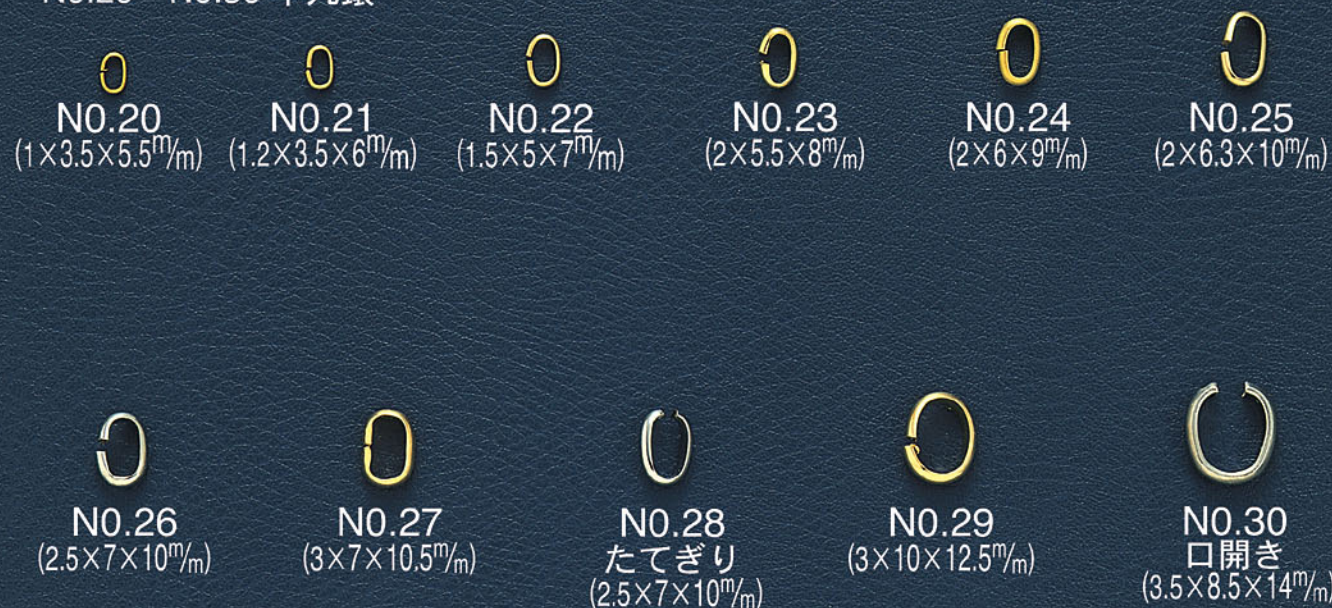 N0.20
(1×3.5×5.5m/m)
N0.21
(1.2×3.5×6m/m)
N0.22
(1.5×5×7m/m)
N0.23
(2×5.5×8m/m)
N0.24
(2×6×9m/m)
N0.25
(2×6.3×10m/m)
N0.26
(2.5×7×10m/m)
N0.27
(3×7×10.5m/m)
N0.28
たてぎり
(2.5×7×10m/m)
N0.29
(3×10×12.5m/m)
N0.30
口開き
(3.5×8.5×14m/m)